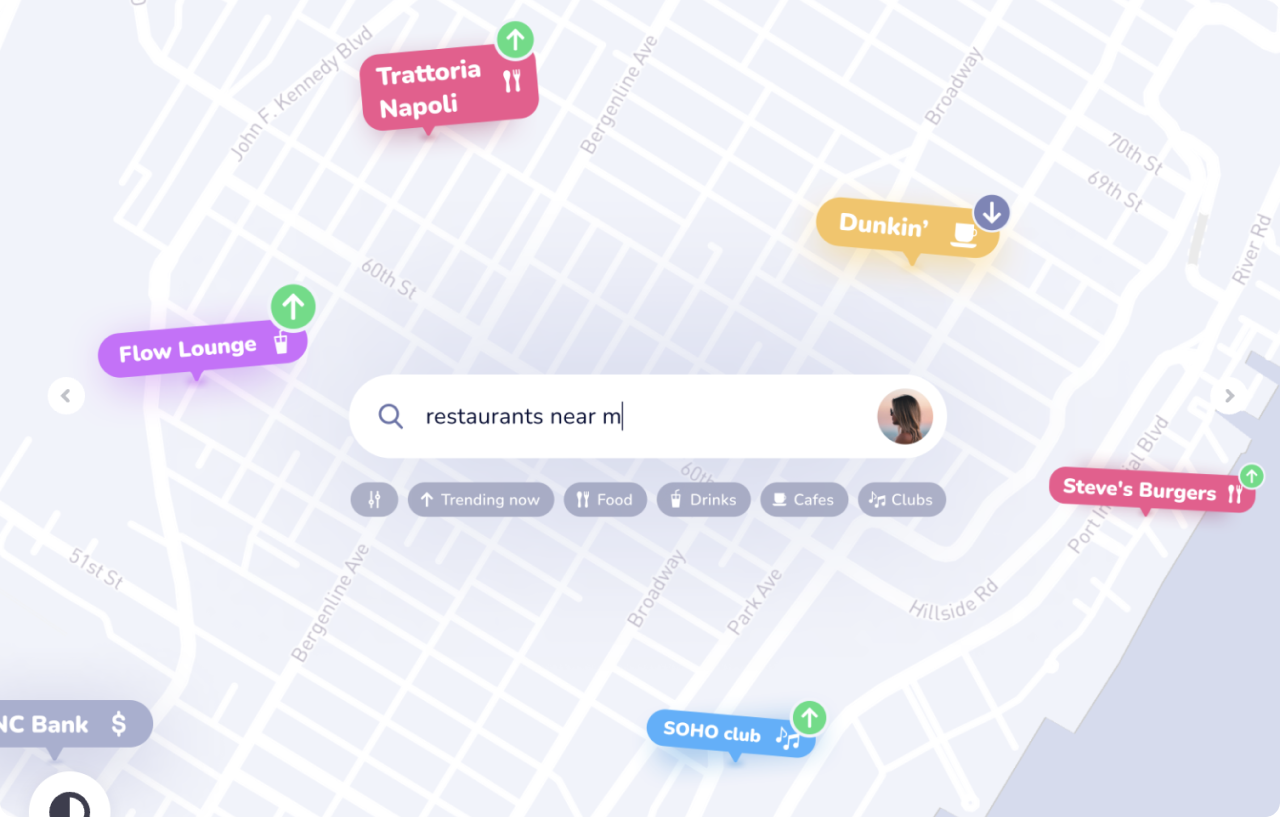 John F. Kennedy Blvd
Trattoria
Napoli
Bergenline Ave
Broadway
70th St
69th St
Dunkin’
River Rd
60th St
Flow Lounge
restaurants near m
60th
Trending now
Food
Drinks
Cafes
Clubs
Steve's Burgers
Blvd
51st St
Bergenline Ave
Broadway
Park Ave
Hillside Rd
NC Bank $
SOHO club